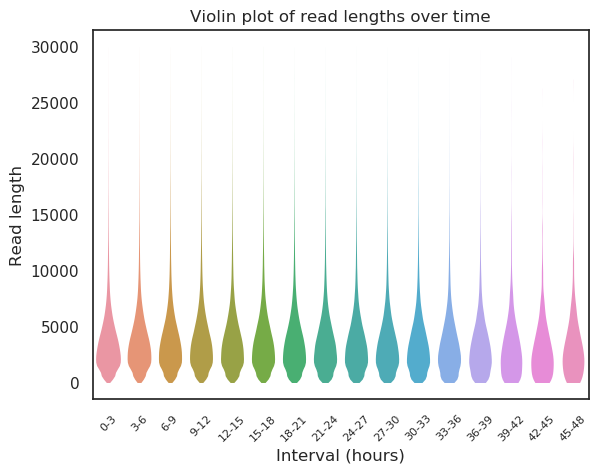 Violin plot of read lengths over time
30000
25000
20000
15000
10000
5000
0
Read length
0-3 3-6 6-9 9-12 12-15 15-18 18-21 21-24 24-27 27-30 30-33 33-36 36-39 39-42 42-45 45-48
Interval (hours)